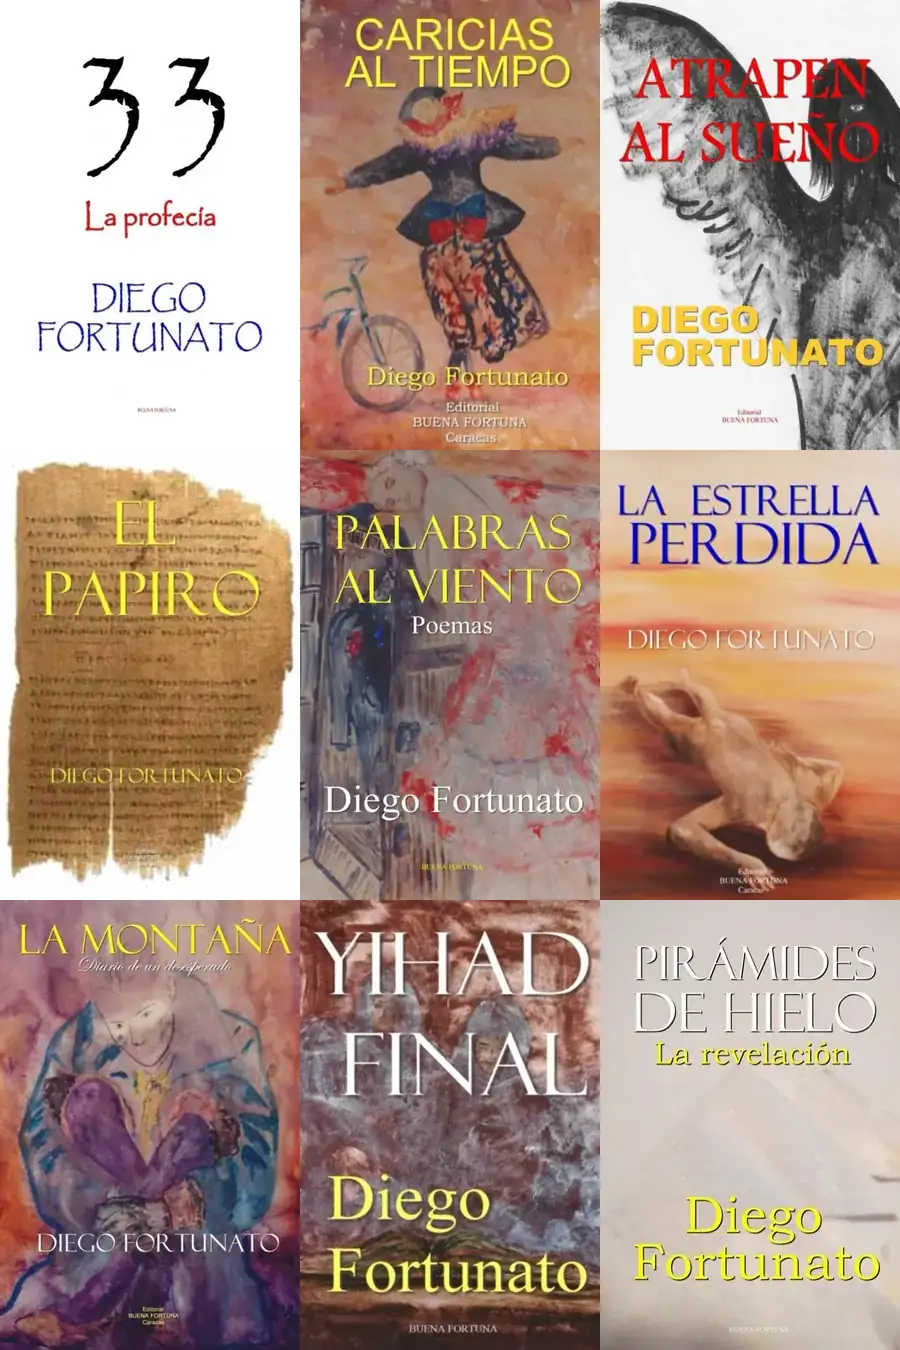 33
La profecía
DIEGO
FORTUNATO
BUENA FORTUNA
CARICIAS
AL TIEMPO
Diego Fortunato
Editorial
BUENA FORTUNA
Caracas
ATRAPEN
AL SUEÑO
DIEGO
FORTUNATO
Editorial
BUENA FORTUNA
EL
PAPIRO
DIEGO FORTUNATO
PALABRAS
AL VIENTO
Poemas
Diego Fortunato
BUENA FORTUNA
LA ESTRELLA
PERDIDA
DIEGO FORTUNATO
Editorial
BUENA FORTUNA
Caracas
LA MONTAÑA
Diario de un desesperado
DIEGO FORTUNATO
Editorial
BUENA FORTUNA
Caracas
YIHAD
FINAL
Diego
Fortunato
BUENA FORTUNA
PIRÁMIDES
DE HIELO
La revelación
Diego
Fortunato
BUENA FORTUNA